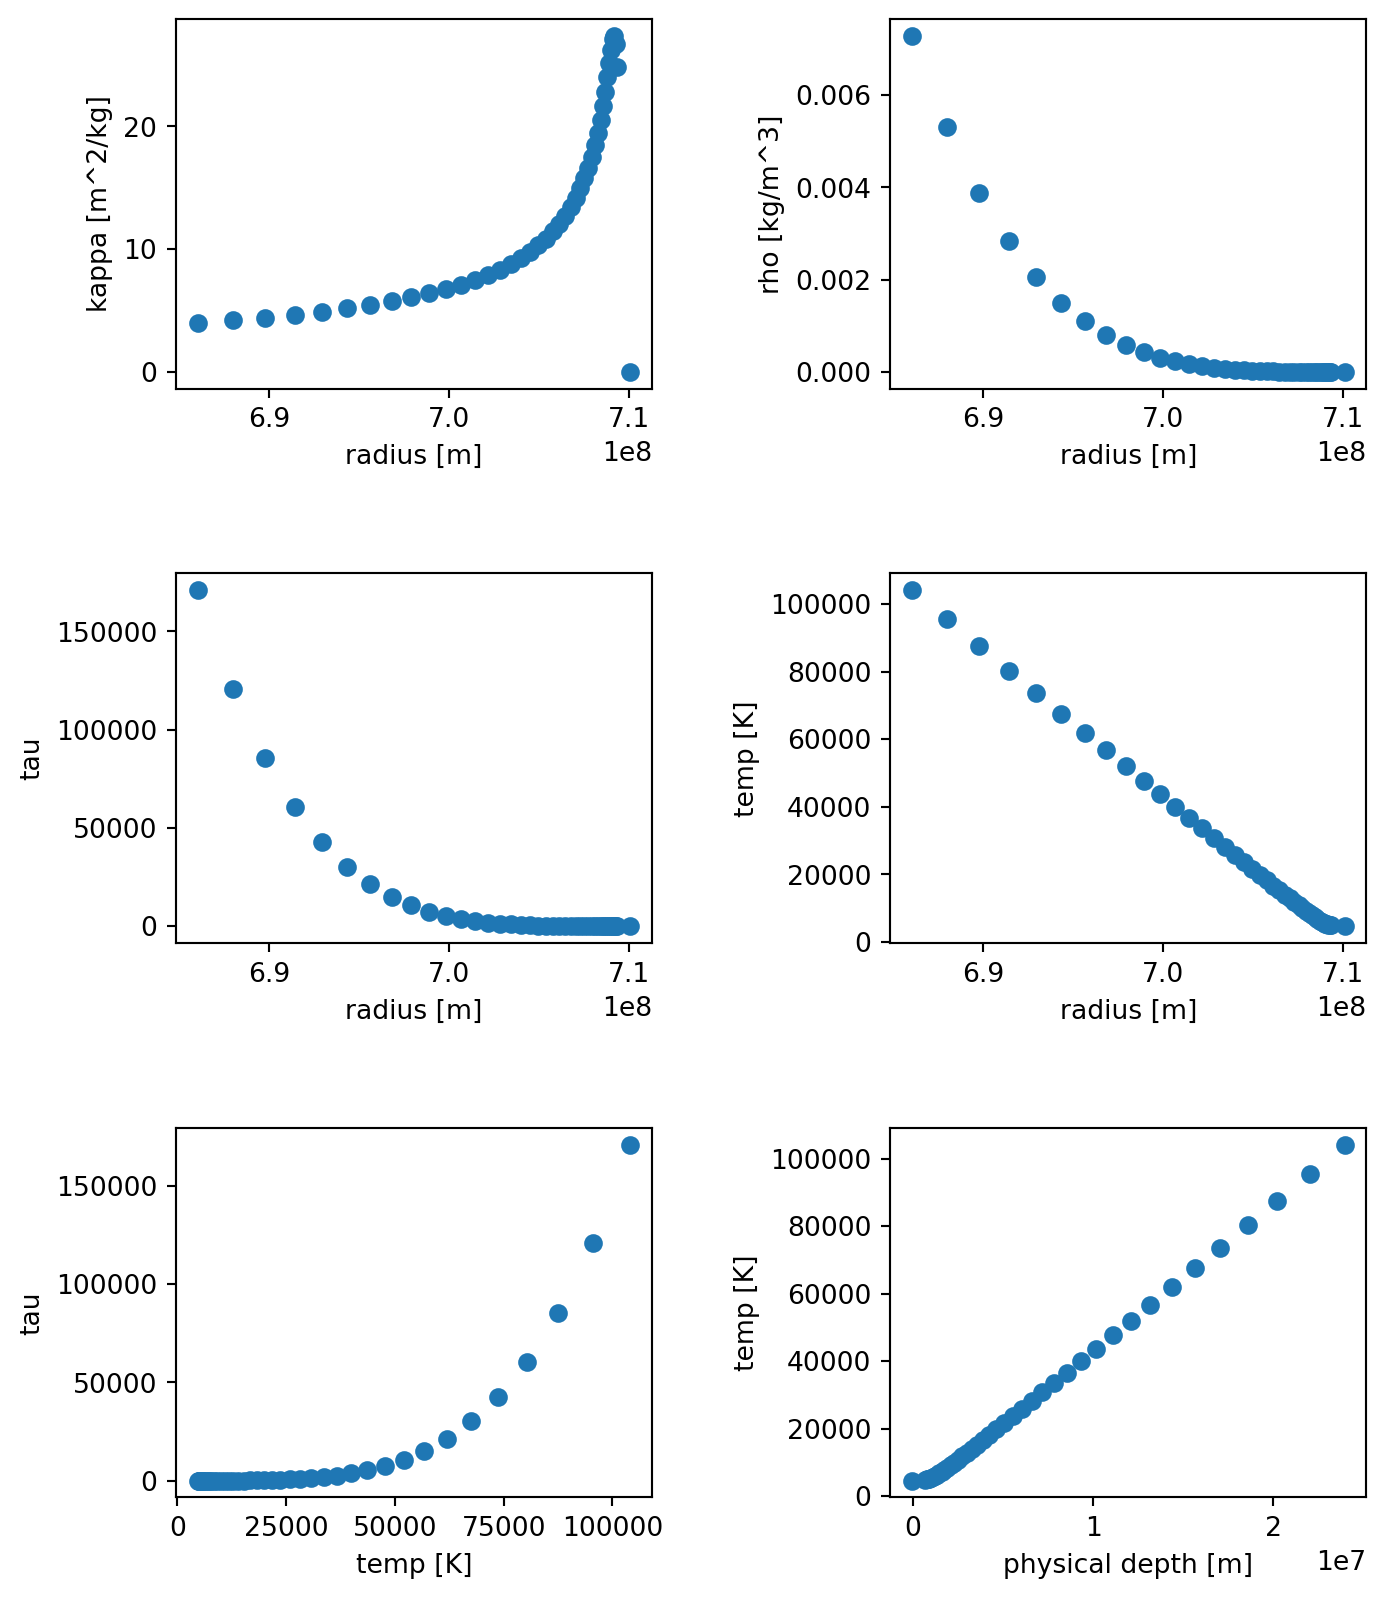 20
10
0
kappa [m^2/kg]
6.9 7.0 7.1
radius [m] 1e8
0.006
0.004
0.002
0.000
rho [kg/m^3]
6.9 7.0 7.1
radius [m] 1e8
150000
100000
50000
0
tau
6.9 7.0 7.1
radius [m] 1e8
100000
80000
60000
40000
20000
0
temp [K]
6.9 7.0 7.1
radius [m] 1e8
150000
100000
50000
0
tau
0 25000 50000 75000 100000
temp [K]
100000
80000
60000
40000
20000
0
temp [K]
0 1 2
physical depth [m] 1e7